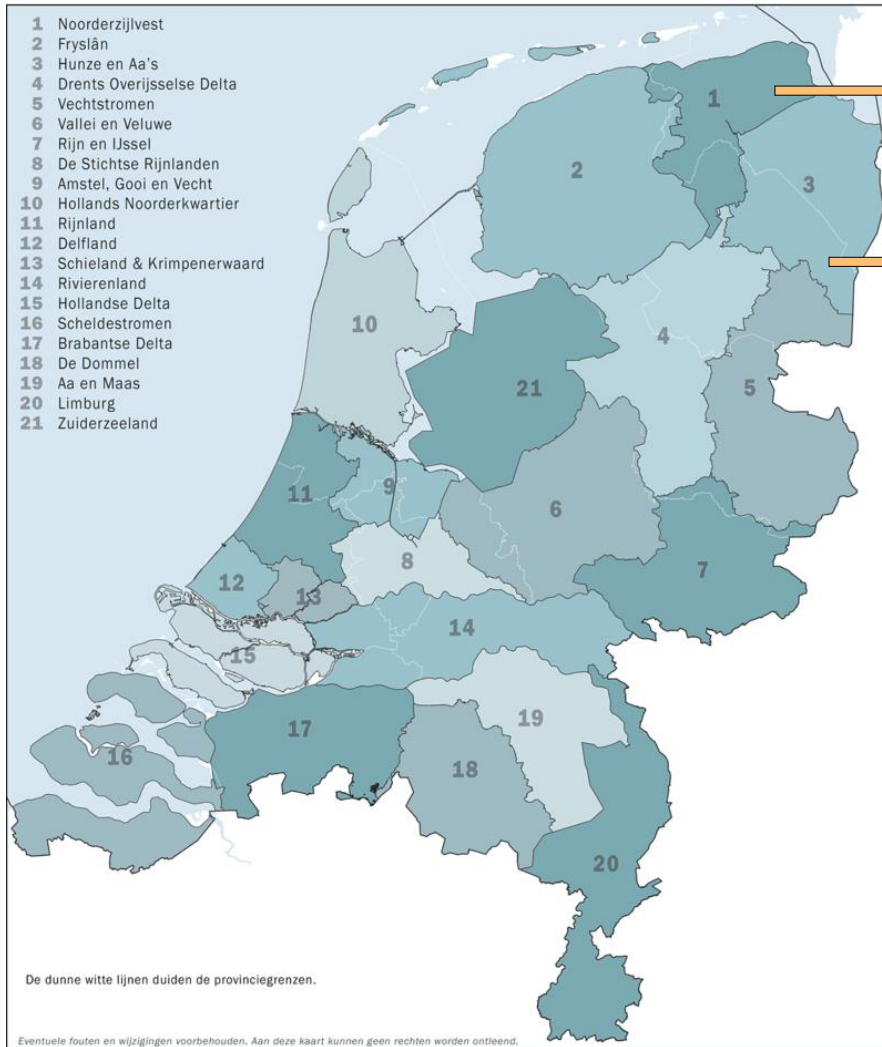 1 Noorderzijlvest
2 Fryslân
3 Hunze en Aa's
4 Drents Overijsselse Delta
5 Vechtstromen
6 Vallei en Veluwe
7 Rijn en IJssel
8 De Stichtse Rijnlanden
9 Amstel, Gooi en Vecht
10 Hollands Noorderkwartier
11 Rijnland
12 Delfland
13 Schieland & Krimpenerwaard
14 Rivierenland
15 Hollandse Delta
16 Scheldestromen
17 Brabantse Delta
18 De Dommel
19 Aa en Maas
20 Limburg
21 Zuiderzeeland
1
2
3
10
4
21
5
9
11
6
8
7
12
13
14
15
19
17
16
18
20
De dunne witte lijnen duiden de provinciegrenzen.
Eventuele fouten en wijzigingen voorbehouden. Aan deze kaart kunnen geen rechten worden ontleend.